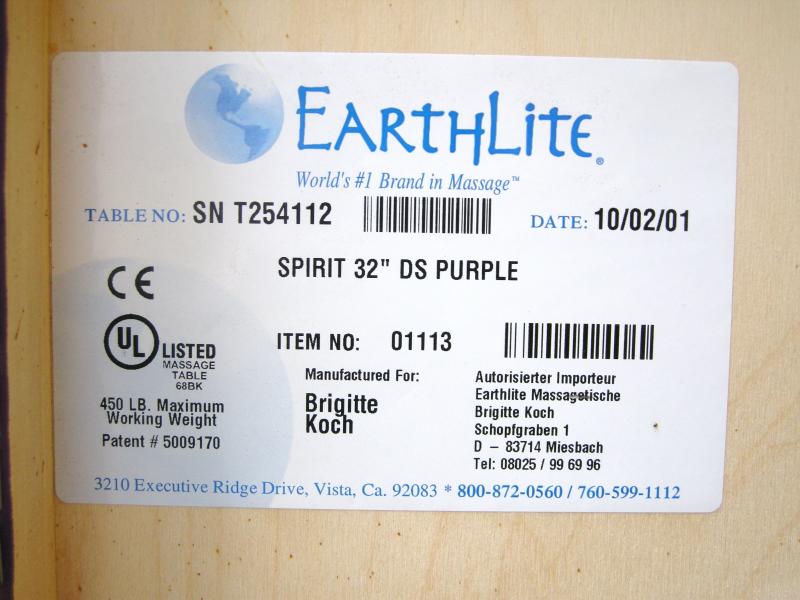 EARTHLITE®
World's #1 Brand in Massage™
TABLE NO: SN T254112 DATE: 10/02/01
SPIRIT 32" DS PURPLE
CE
ITEM NO: 01113
UL LISTED
MASSAGE
TABLE
68BK
450 LB. Maximum
Working Weight
Patent # 5009170
Manufactured For:
Brigitte
Koch
Autorisierter Importeur
Earthlite Massagetische
Brigitte Koch
Schopfgraben 1
D – 83714 Miesbach
Tel: 08025 / 99 69 96
3210 Executive Ridge Drive, Vista, Ca. 92083 * 800-872-0560 / 760-599-1112